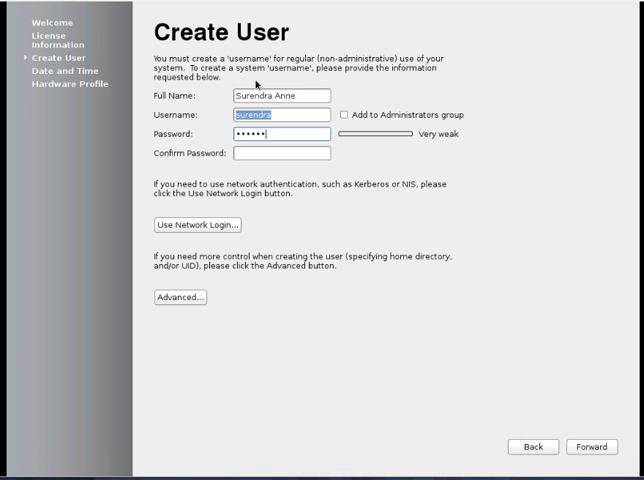 Welcome
License
Information
Create User
Date and Time
Hardware Profile
Create User
You must create a 'username' for regular (non-administrative) use of your
system. To create a system 'username', please provide the information
requested below.
Full Name: Surendra Anne
Username: surendra Add to Administrators group
Password: •••••• Very weak
Confirm Password:
If you need to use network authentication, such as Kerberos or NIS, please
click the Use Network Login button.
Use Network Login...
If you need more control when creating the user (specifying home directory,
and/or UID), please click the Advanced button.
Advanced...
Back Forward